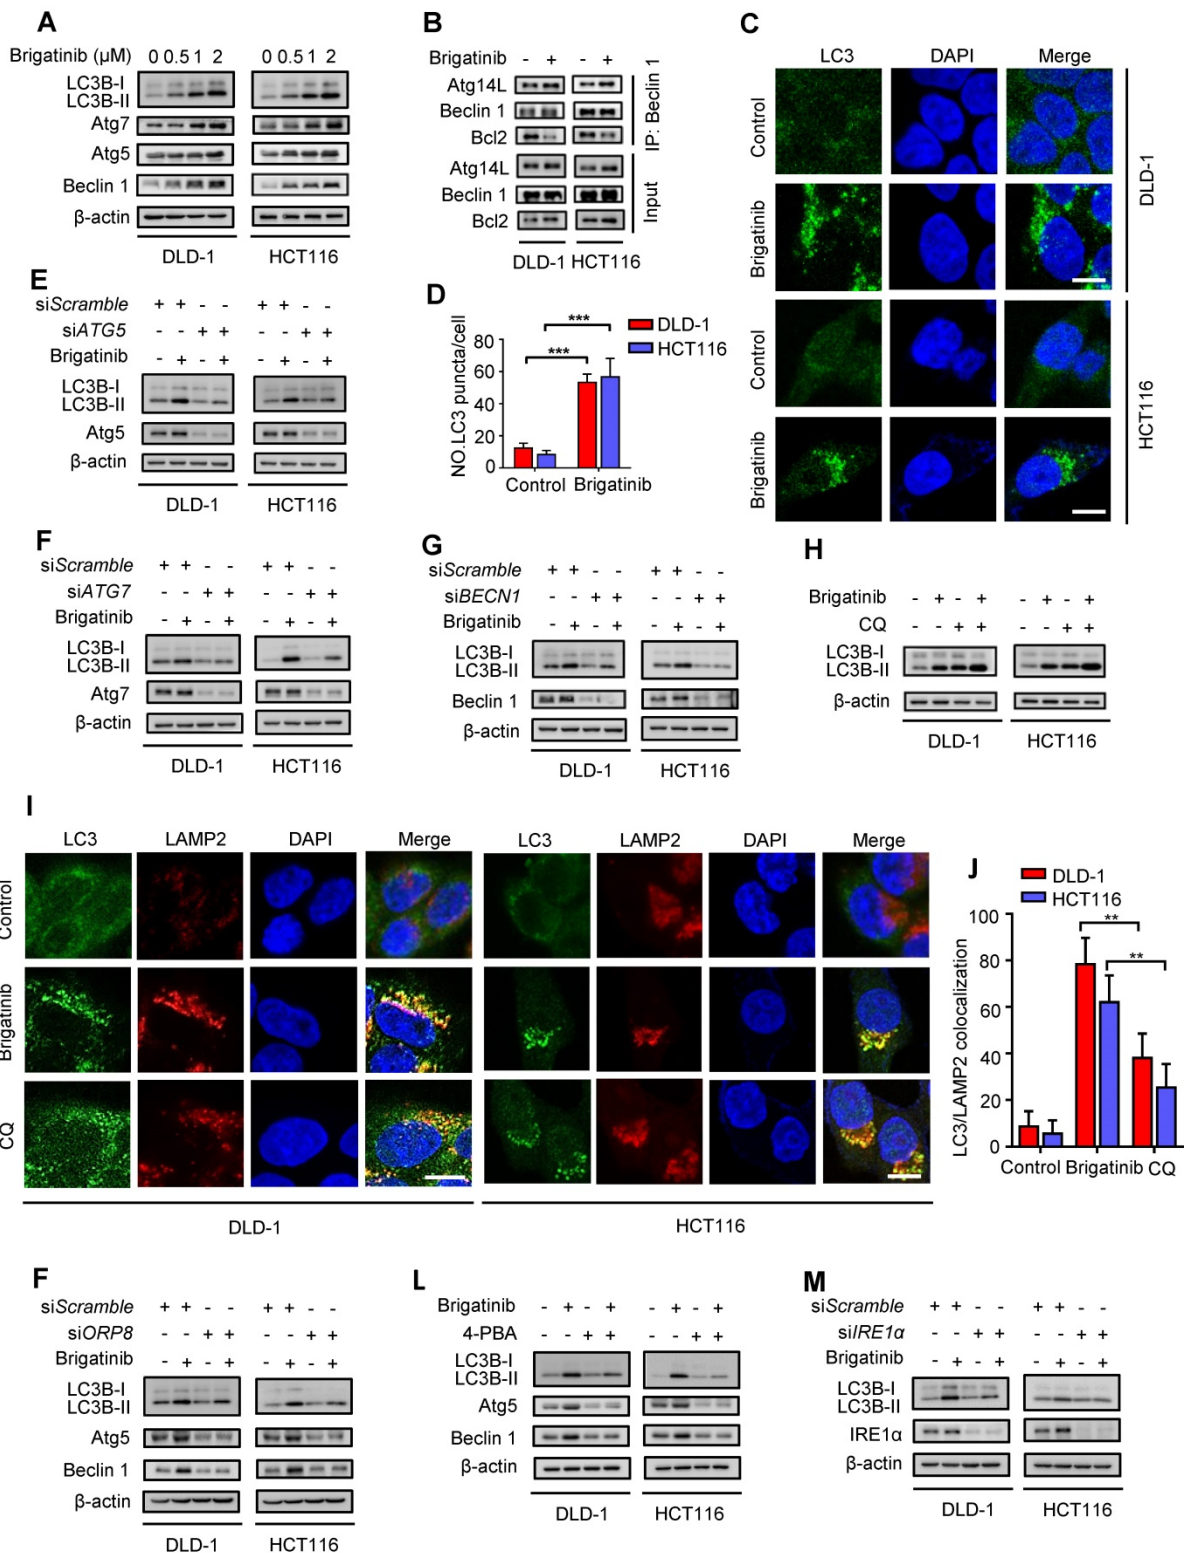 A
Brigatinib (μM) 0 0.5 1 2 0 0.5 1 2
LC3B-I
LC3B-II
Atg7
Atg5
Beclin 1
β-actin
DLD-1 HCT116
B
Brigatinib - + - +
Atg14L
Beclin 1
Bcl2
IP: Beclin 1
Atg14L
Beclin 1
Bcl2
Input
DLD-1 HCT116
C
LC3 DAPI Merge
Control
Brigatinib
DLD-1
Control
Brigatinib
HCT116
D
NO.LC3 puncta/cell
80
60
40
20
0
*** ***
DLD-1
HCT116
Control Brigatinib
E
siScramble + + - - + + - -
siATG5 - - + + - - + +
Brigatinib - + - + - + - +
LC3B-I
LC3B-II
Atg5
β-actin
DLD-1 HCT116
F
siScramble + + - - + + - -
siATG7 - - + + - - + +
Brigatinib - + - + - + - +
LC3B-I
LC3B-II
Atg7
β-actin
DLD-1 HCT116
G
siScramble + + - - + + - -
siBECN1 - - + + - - + +
Brigatinib - + - + - + - +
LC3B-I
LC3B-II
Beclin 1
β-actin
DLD-1 HCT116
H
Brigatinib - + - + - + - +
CQ - - + + - - + +
LC3B-I
LC3B-II
β-actin
DLD-1 HCT116
I
LC3 LAMP2 DAPI Merge LC3 LAMP2 DAPI Merge
Control
Brigatinib
CQ
DLD-1 HCT116
J
DLD-1
HCT116
LC3/LAMP2 colocalization
100
80
60
40
20
0
** **
Control Brigatinib CQ
F
siScramble + + - - + + - -
siORP8 - - + + - - + +
Brigatinib - + - + - + - +
LC3B-I
LC3B-II
Atg5
Beclin 1
β-actin
DLD-1 HCT116
L
Brigatinib - + - + - + - +
4-PBA - - + + - - + +
LC3B-I
LC3B-II
Atg5
Beclin 1
β-actin
DLD-1 HCT116
M
siScramble + + - - + + - -
siIRE1α - - + + - - + +
Brigatinib - + - + - + - +
LC3B-I
LC3B-II
IRE1α
β-actin
DLD-1 HCT116